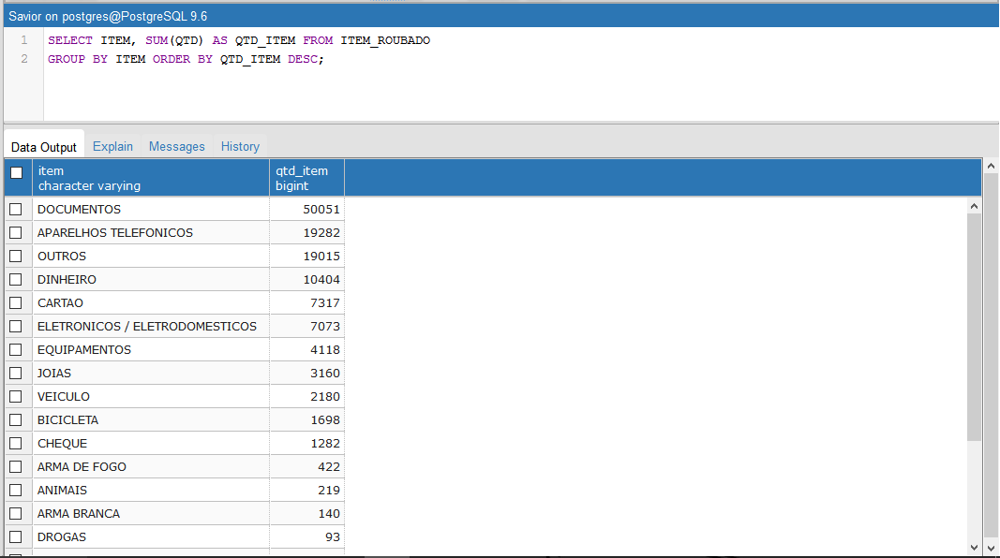 Savior on postgres@PostgreSQL 9.6
1 SELECT ITEM, SUM(QTD) AS QTD_ITEM FROM ITEM_ROUBADO
2 GROUP BY ITEM ORDER BY QTD_ITEM DESC;
Data Output Explain Messages History
item qtd_item
character varying bigint
DOCUMENTOS 50051
APARELHOS TELEFONICOS 19282
OUTROS 19015
DINHEIRO 10404
CARTAO 7317
ELETRONICOS / ELETRODOMESTICOS 7073
EQUIPAMENTOS 4118
JOIAS 3160
VEICULO 2180
BICICLETA 1698
CHEQUE 1282
ARMA DE FOGO 422
ANIMAIS 219
ARMA BRANCA 140
DROGAS 93